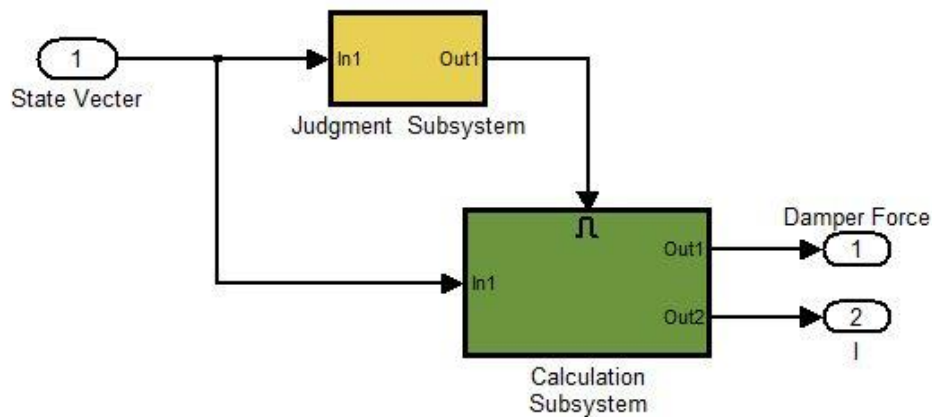 1
State Vecter
In1
Out1
Judgment Subsystem
Damper Force
In1
Out1
1
Out2
2
I
Calculation
Subsystem